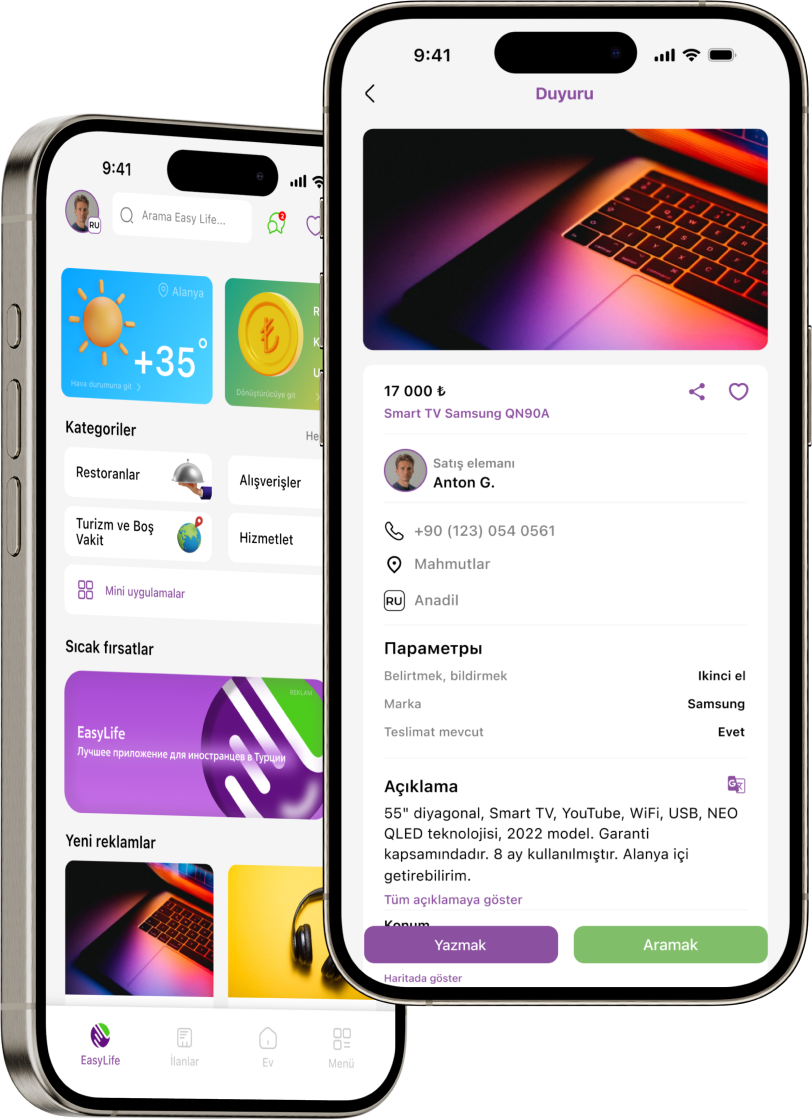 9:41
RU
Arama Easy Life...
2
Alanya
+35°
Hava durumuna git
Dönüştürücüye git
Kategoriler
Restoranlar
Alışverişler
Turizm ve Boş
Vakit
Hizmetlet
Mini uygulamalar
Sıcak fırsatlar
REKLAM
EasyLife
Лучшее приложение для иностранцев в Турции
Yeni reklamlar
EasyLife
İlanlar
Ev
Menü
9:41
Duyuru
17 000 ₺
Smart TV Samsung QN90A
Satış elemanı
Anton G.
+90 (123) 054 0561
Mahmutlar
RU Anadil
Параметры
Belirtmek, bildirmek Ikinci el
Marka Samsung
Teslimat mevcut Evet
Açıklama
55" diyagonal, Smart TV, YouTube, WiFi, USB, NEO
QLED teknolojisi, 2022 model. Garanti
kapsamındadır. 8 ay kullanılmıştır. Alanya içi
getirebilirim.
Tüm açıklamaya göster
Konum
Yazmak
Aramak
Haritada göster